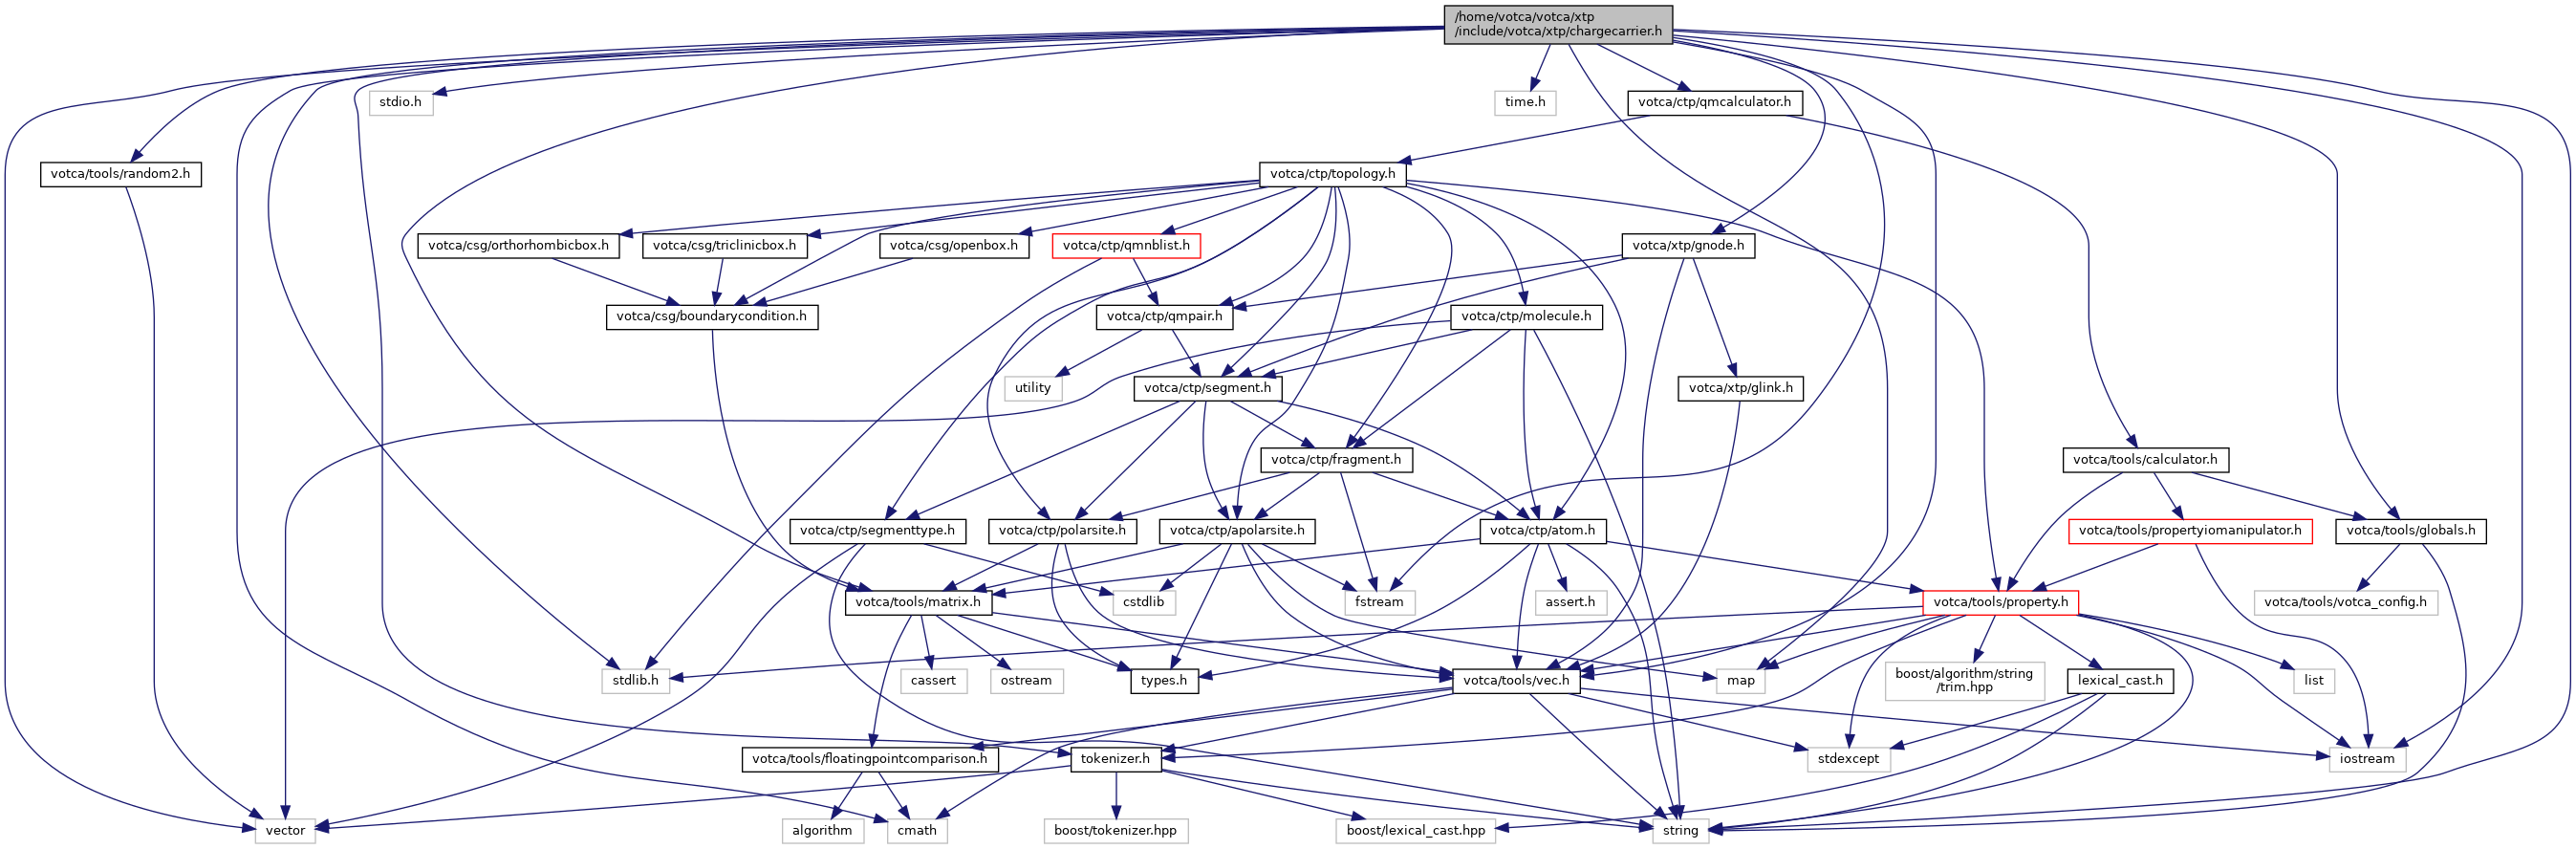 /home/votca/votca/xtp
/include/votca/xtp/chargecarrier.h
stdio.h
time.h
votca/ctp/qmcalculator.h
votca/tools/random2.h
votca/ctp/topology.h
votca/csg/orthorhombicbox.h
votca/csg/triclinicbox.h
votca/csg/openbox.h
votca/ctp/qmnblist.h
votca/xtp/gnode.h
votca/csg/boundarycondition.h
votca/ctp/qmpair.h
votca/ctp/molecule.h
utility
votca/ctp/segment.h
votca/xtp/glink.h
votca/ctp/fragment.h
votca/tools/calculator.h
votca/ctp/segmenttype.h
votca/ctp/polarsite.h
votca/ctp/apolarsite.h
votca/ctp/atom.h
votca/tools/propertyiomanipulator.h
votca/tools/globals.h
votca/tools/matrix.h
cstdlib
fstream
assert.h
votca/tools/property.h
votca/tools/votca_config.h
stdlib.h
cassert
ostream
types.h
votca/tools/vec.h
map
boost/algorithm/string
/trim.hpp
lexical_cast.h
list
votca/tools/floatingpointcomparison.h
tokenizer.h
stdexcept
iostream
vector
algorithm
cmath
boost/tokenizer.hpp
boost/lexical_cast.hpp
string